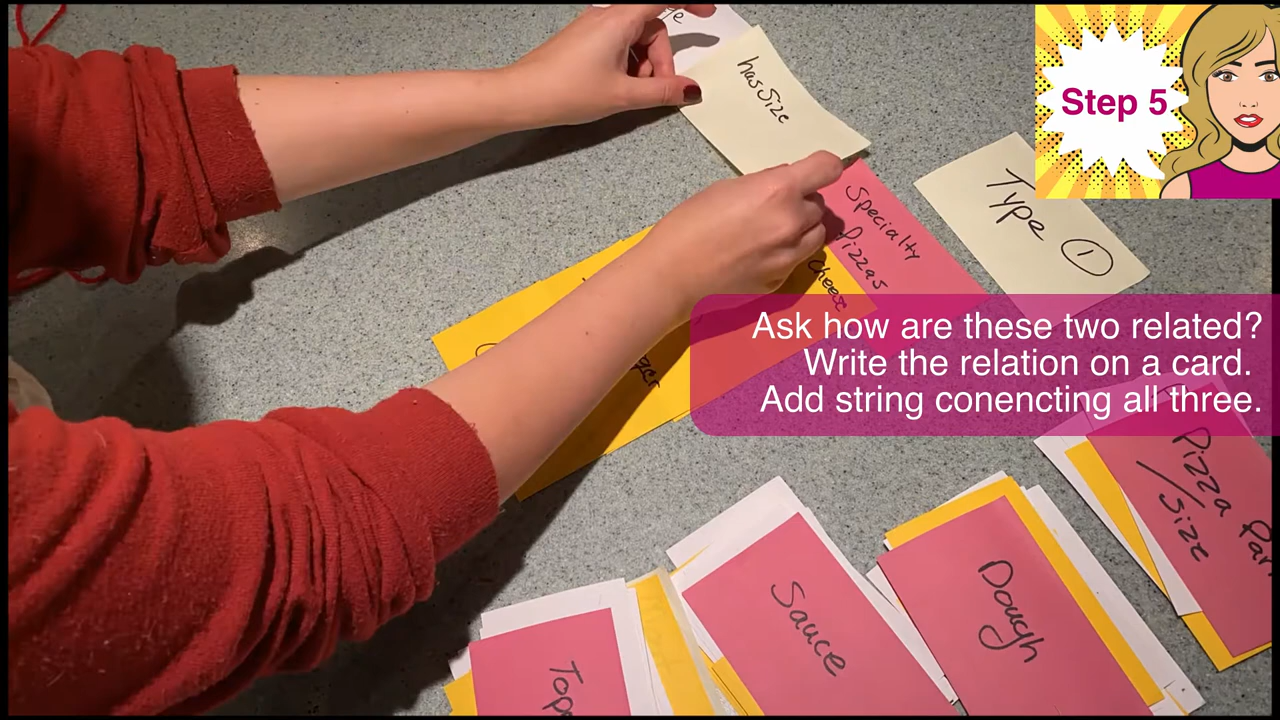 hasSize
Step 5
Specialty
Pizzas
Type 1
Cheese
Ask how are these two related?
Write the relation on a card.
Add string conencting all three.
Pizza
/Size
Dough
Sauce